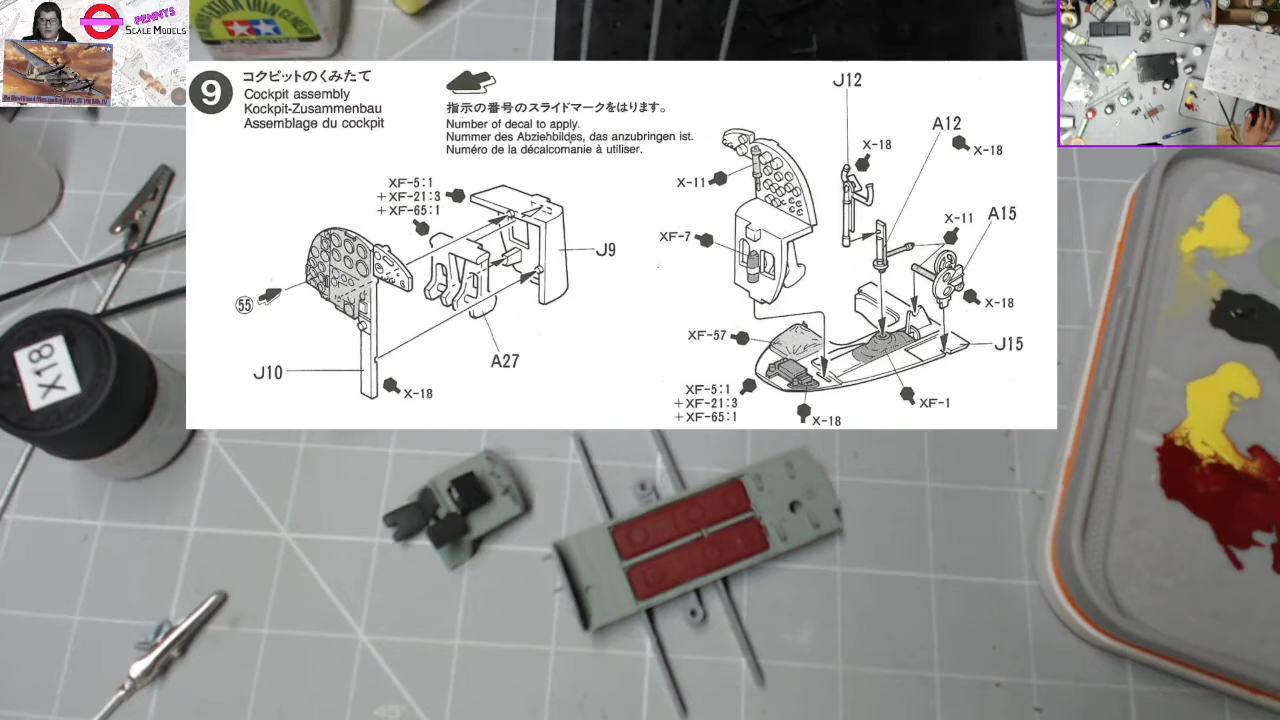 PENNYS
SCALE MODELS
TAMIYA
9
コクピットのくみたて
Cockpit assembly
Kockpit-Zusammenbau
Assemblage du cockpit
指示の番号のスライドマークをはります。
Number of decal to apply.
Nummer des Abziehbildes, das anzubringen ist.
Numéro de la décalcomanie à utiliser.
XF-5:1
+XF-21:3
+XF-65:1
J9
55
A27
J10
X-18
J12
X-18
A12
X-18
X-11
X-11
A15
XF-7
X-18
XF-57
J15
XF-5:1
+XF-21:3
+XF-65:1
X-18
XF-1
X18
45°